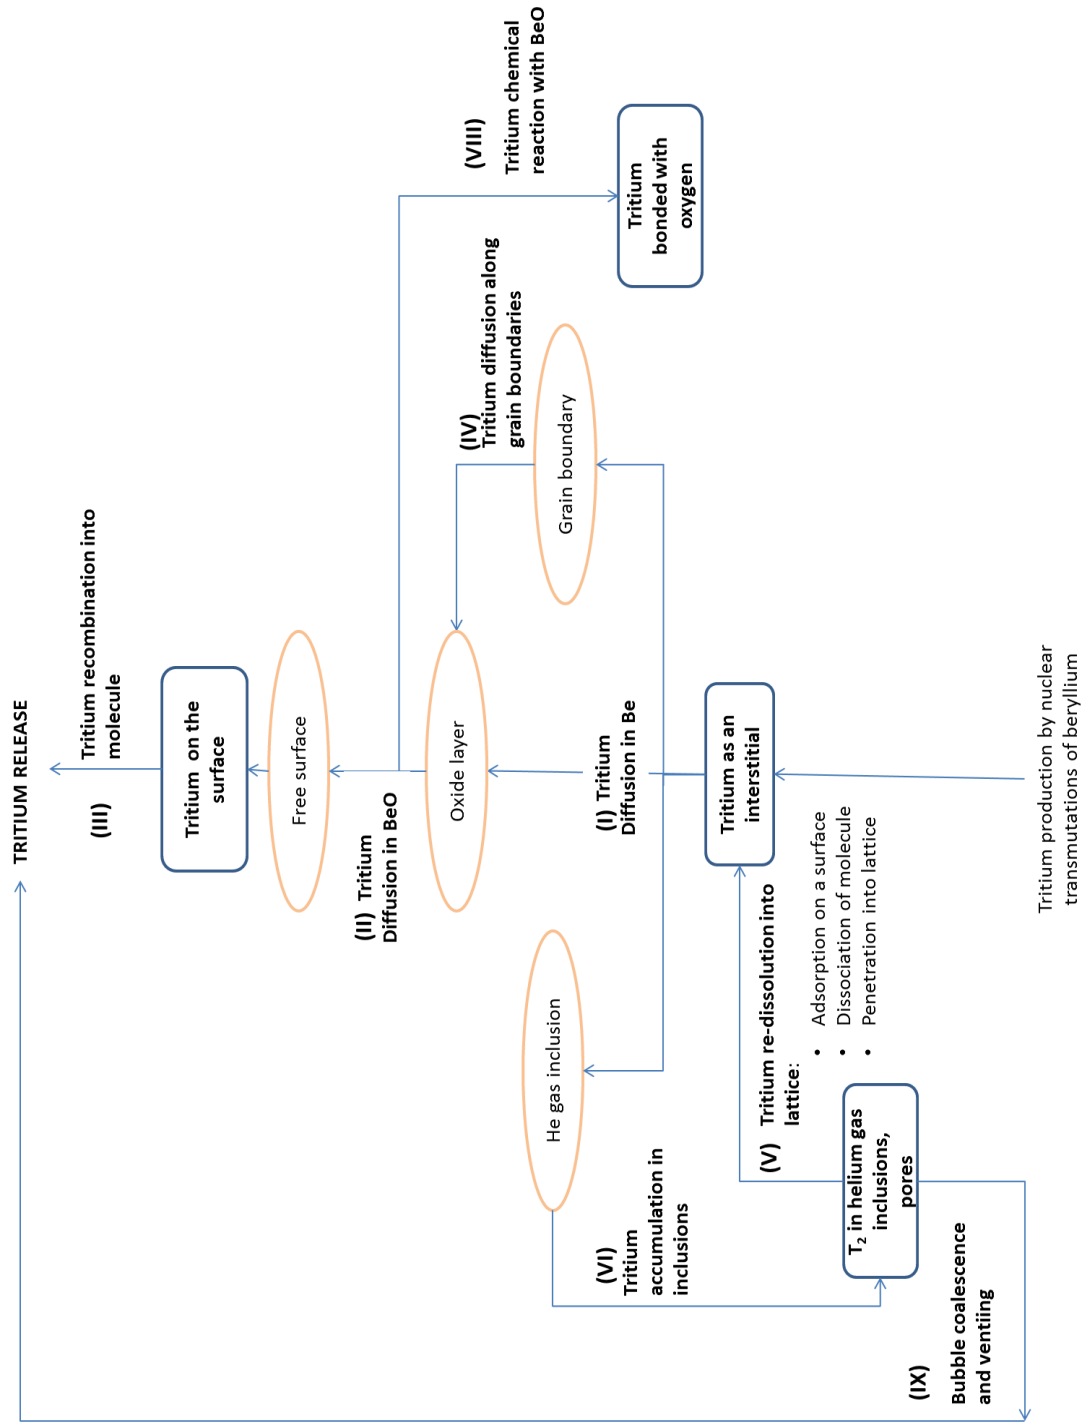 TRITIUM RELEASE
(III)
Tritium recombination into
molecule
Tritium on the
surface
Free surface
(II) Tritium
Diffusion in BeO
Oxide layer
(VIII)
Tritium chemical
reaction with BeO
Tritium
bonded with
oxygen
(IV)
Tritium diffusion along
grain boundaries
Grain boundary
He gas inclusion
(I) Tritium
Diffusion in Be
(VI)
Tritium
accumulation in
inclusions
Tritium as an
interstitial
(V) Tritium re-dissolution into
lattice:
• Adsorption on a surface
• Dissociation of molecule
• Penetration into lattice
T2 in helium gas
inclusions,
pores
(IX)
Bubble coalescence
and ventiing
Tritium production by nuclear
transmutations of beryllium